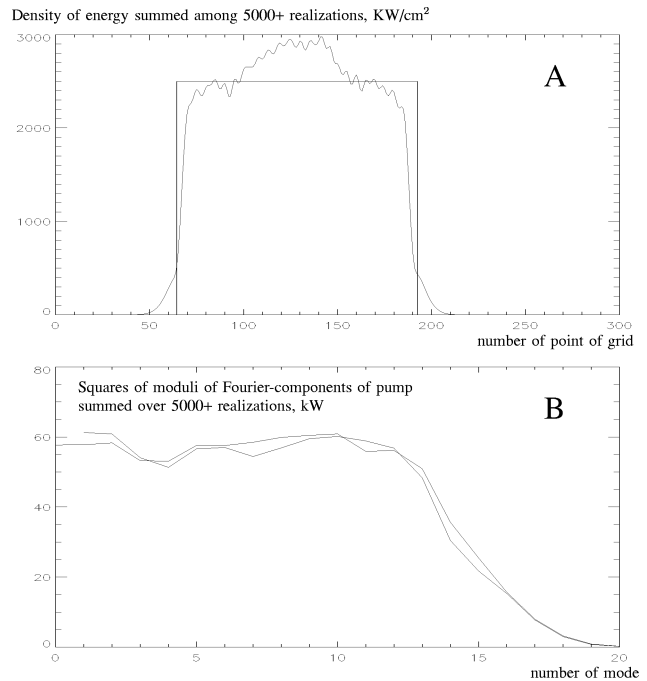 Density of energy summed among 5000+ realizations, KW/cm²
3000
A
2000
1000
0
0 50 100 150 200 250 300
number of point of grid
80
Squares of moduli of Fourier-components of pump
summed over 5000+ realizations, kW
B
60
40
20
0
0 5 10 15 20
number of mode